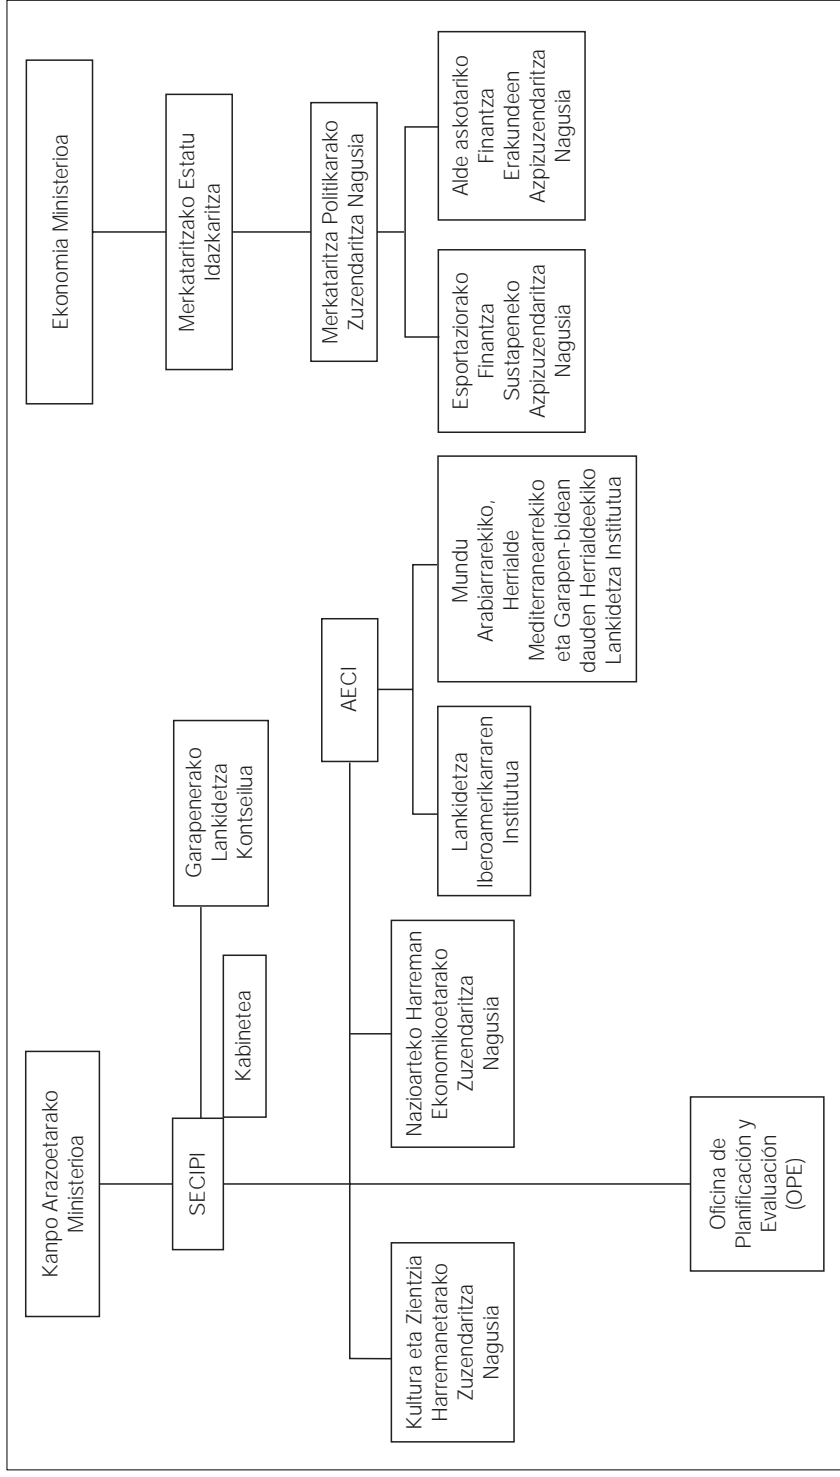 Kanpo Arazoetarako
Ministerioa
SECIPI
Kabinetea
Garapenerako
Lankidetza
Kontseilua
Kultura eta Zientzia
Harremanetarako
Zuzendaritza
Nagusia
Nazioarteko Harreman
Ekonomikoetarako
Zuzendaritza
Nagusia
AECI
Lankidetza
Iberoamerikarraren
Institutua
Mundu
Arabiarrarekiko,
Herrialde
Mediterranearrekiko
eta Garapen-bidean
dauden Herrialdeekiko
Lankidetza Institutua
Oficina de
Planificación y
Evaluación
(OPE)
Ekonomia Ministerioa
Merkataritzako Estatu
Idazkaritza
Merkataritza Politikarako
Zuzendaritza Nagusia
Esportaziorako
Finantza
Sustapeneko
Azpizuzendaritza
Nagusia
Alde askotariko
Finantza
Erakundeen
Azpizuzendaritza
Nagusia